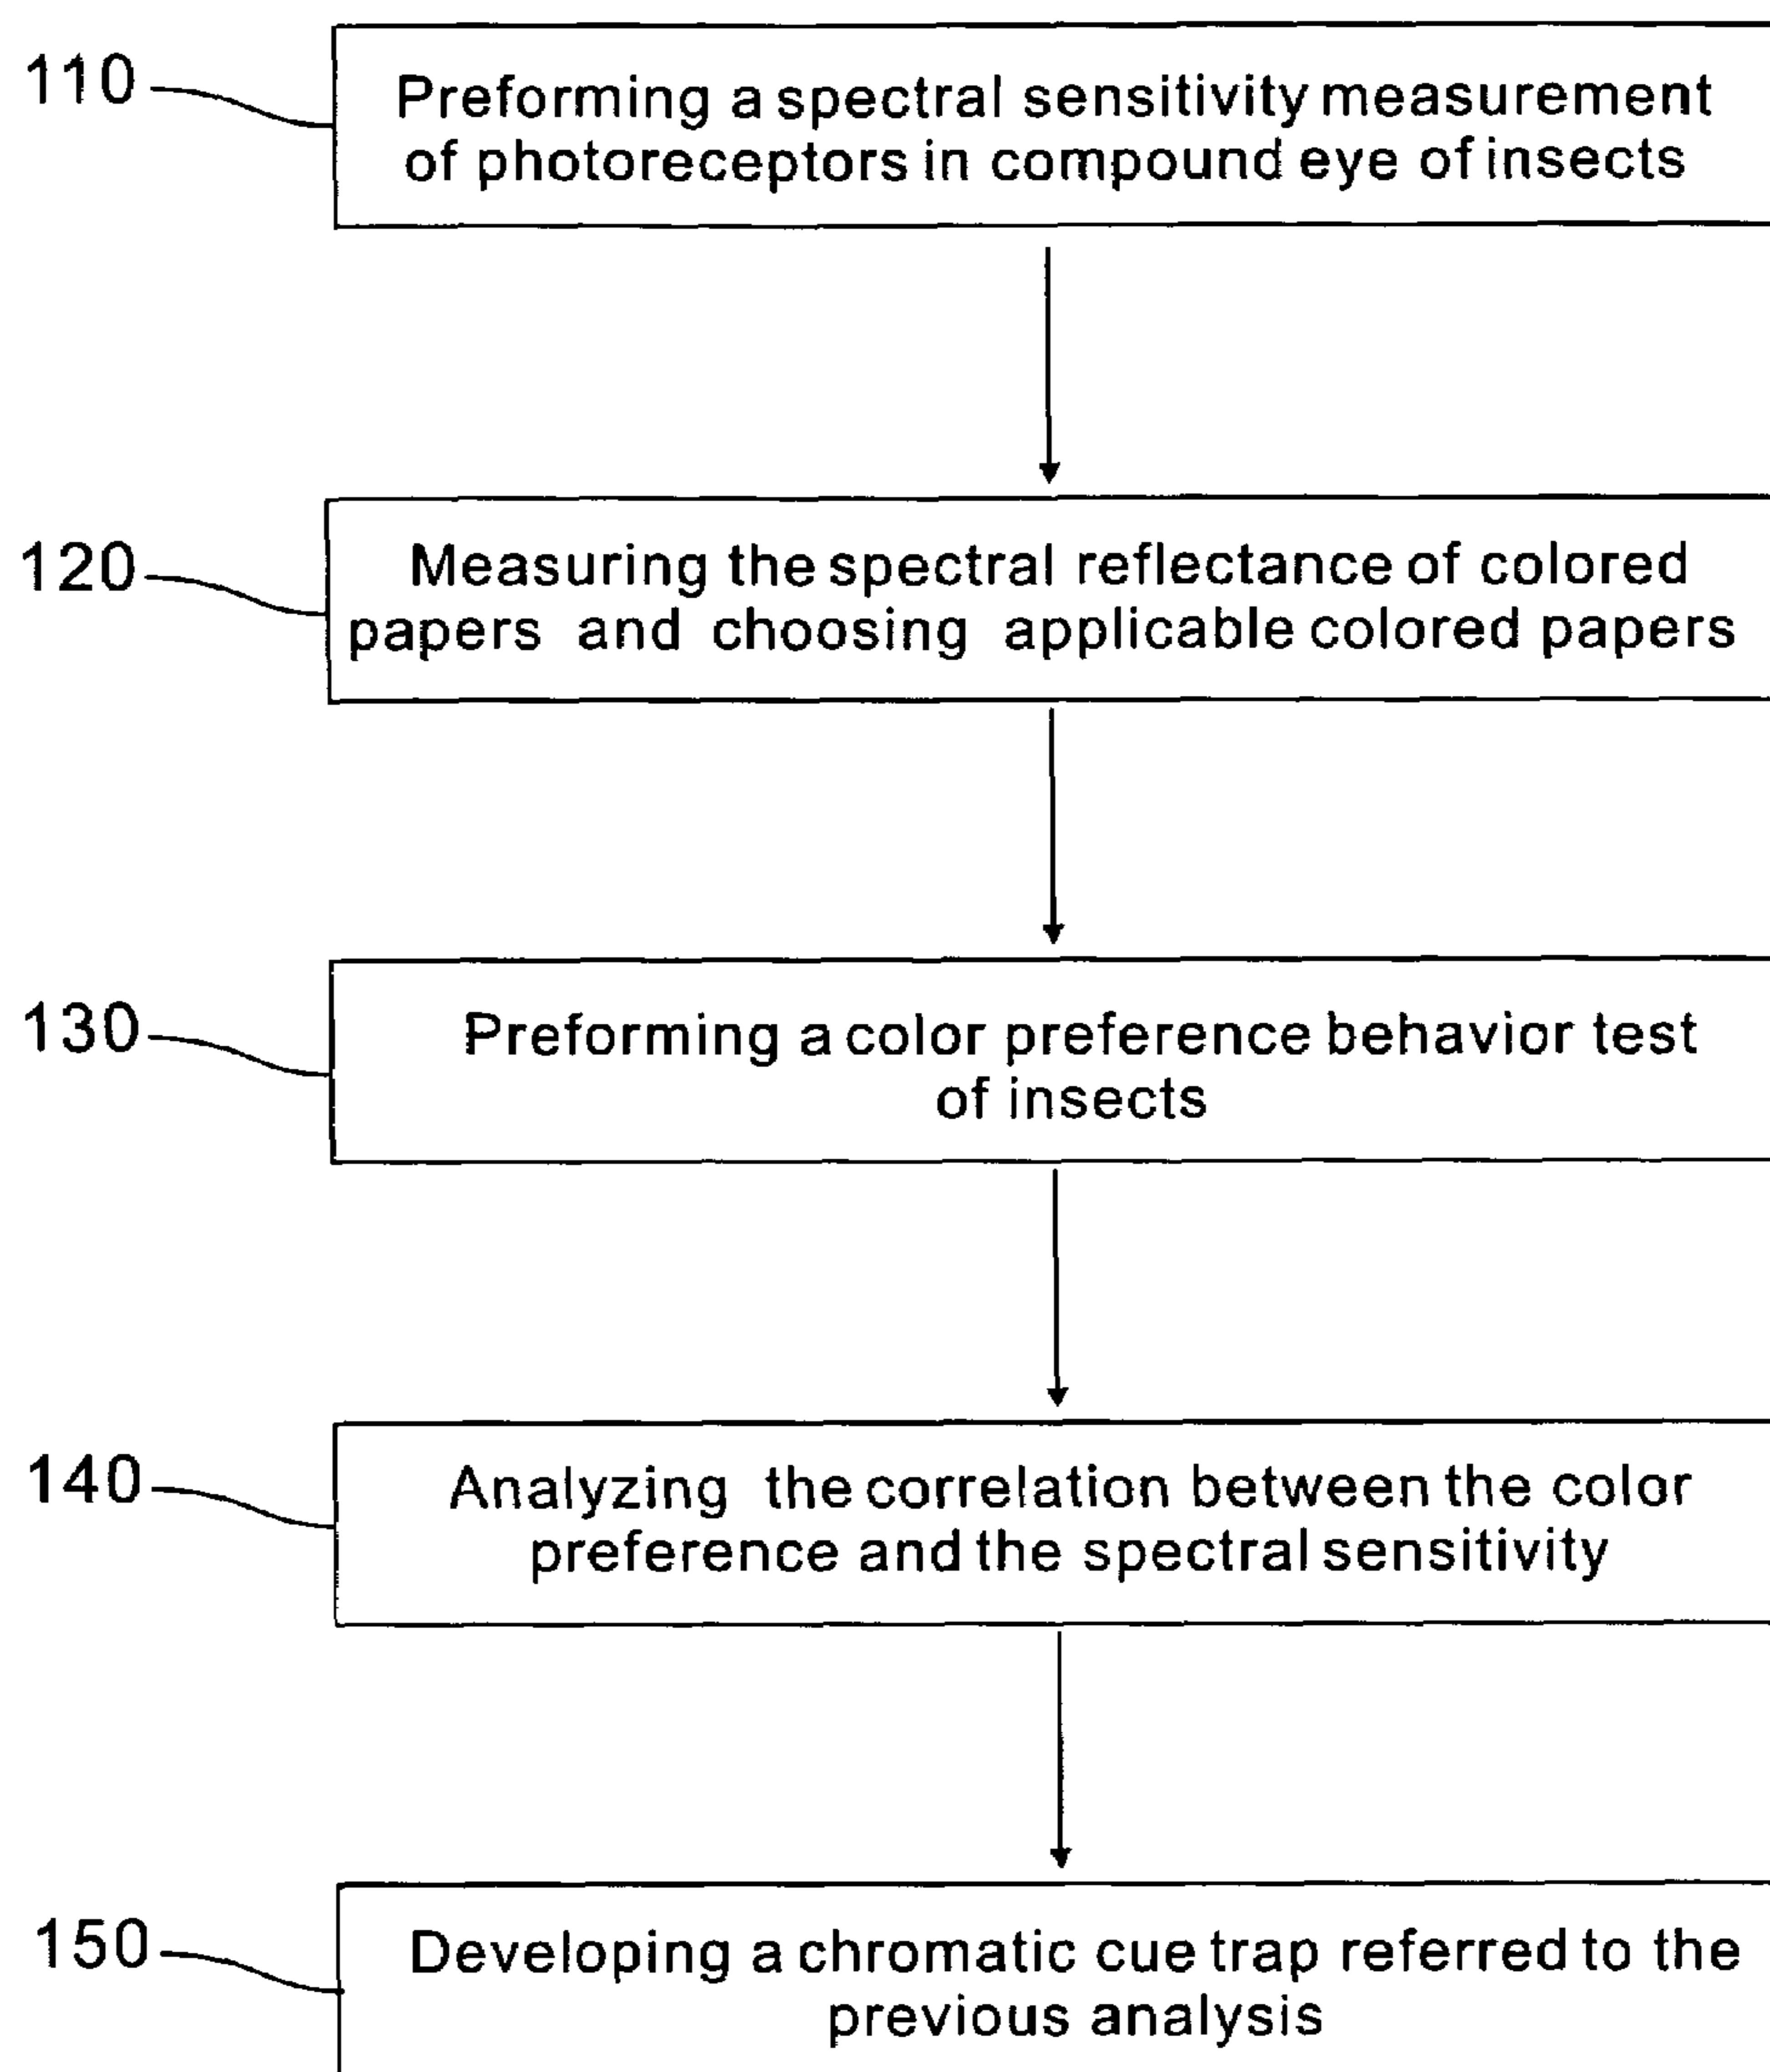 110
Preforming a spectral sensitivity measurement
of photoreceptors in compound eye of insects
120
Measuring the spectral reflectance of colored
papers and choosing applicable colored papers
130
Preforming a color preference behavior test
of insects
140
Analyzing the correlation between the color
preference and the spectral sensitivity
150
Developing a chromatic cue trap referred to the
previous analysis